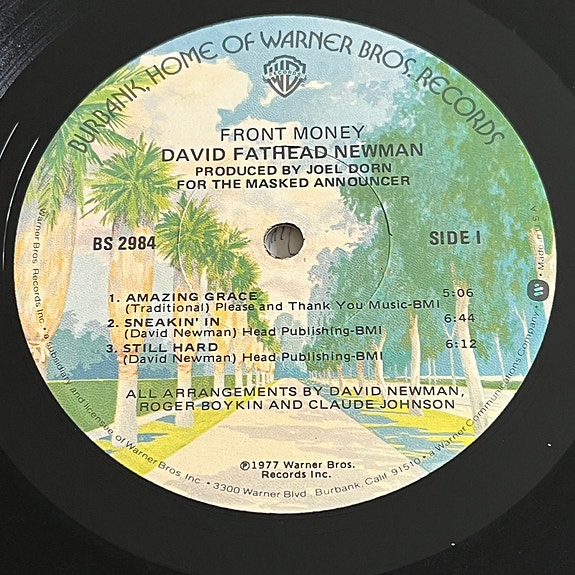 BURBANK, HOME OF WARNER BROS. RECORDS
RECORDS
FRONT MONEY
DAVID FATHEAD NEWMAN
PRODUCED BY JOEL DORN
FOR THE MASKED ANNOUNCER
BS 2984
SIDE I
1. AMAZING GRACE 5:06
(Traditional) Please and Thank You Music-BMI
2. SNEAKIN' IN 6:44
(David Newman) Head Publishing-BMI
3. STILL HARD 6:12
(David Newman) Head Publishing-BMI
ALL ARRANGEMENTS BY DAVID NEWMAN,
ROGER BOYKIN AND CLAUDE JOHNSON
℗1977 Warner Bros.
Records Inc.
Warner Bros. Records Inc. • a subsidiary and licensee of Warner Bros. Inc. • 3300 Warner Blvd., Burbank, Calif. 91510 • a Warner Communications Company • Made in U.S.A.